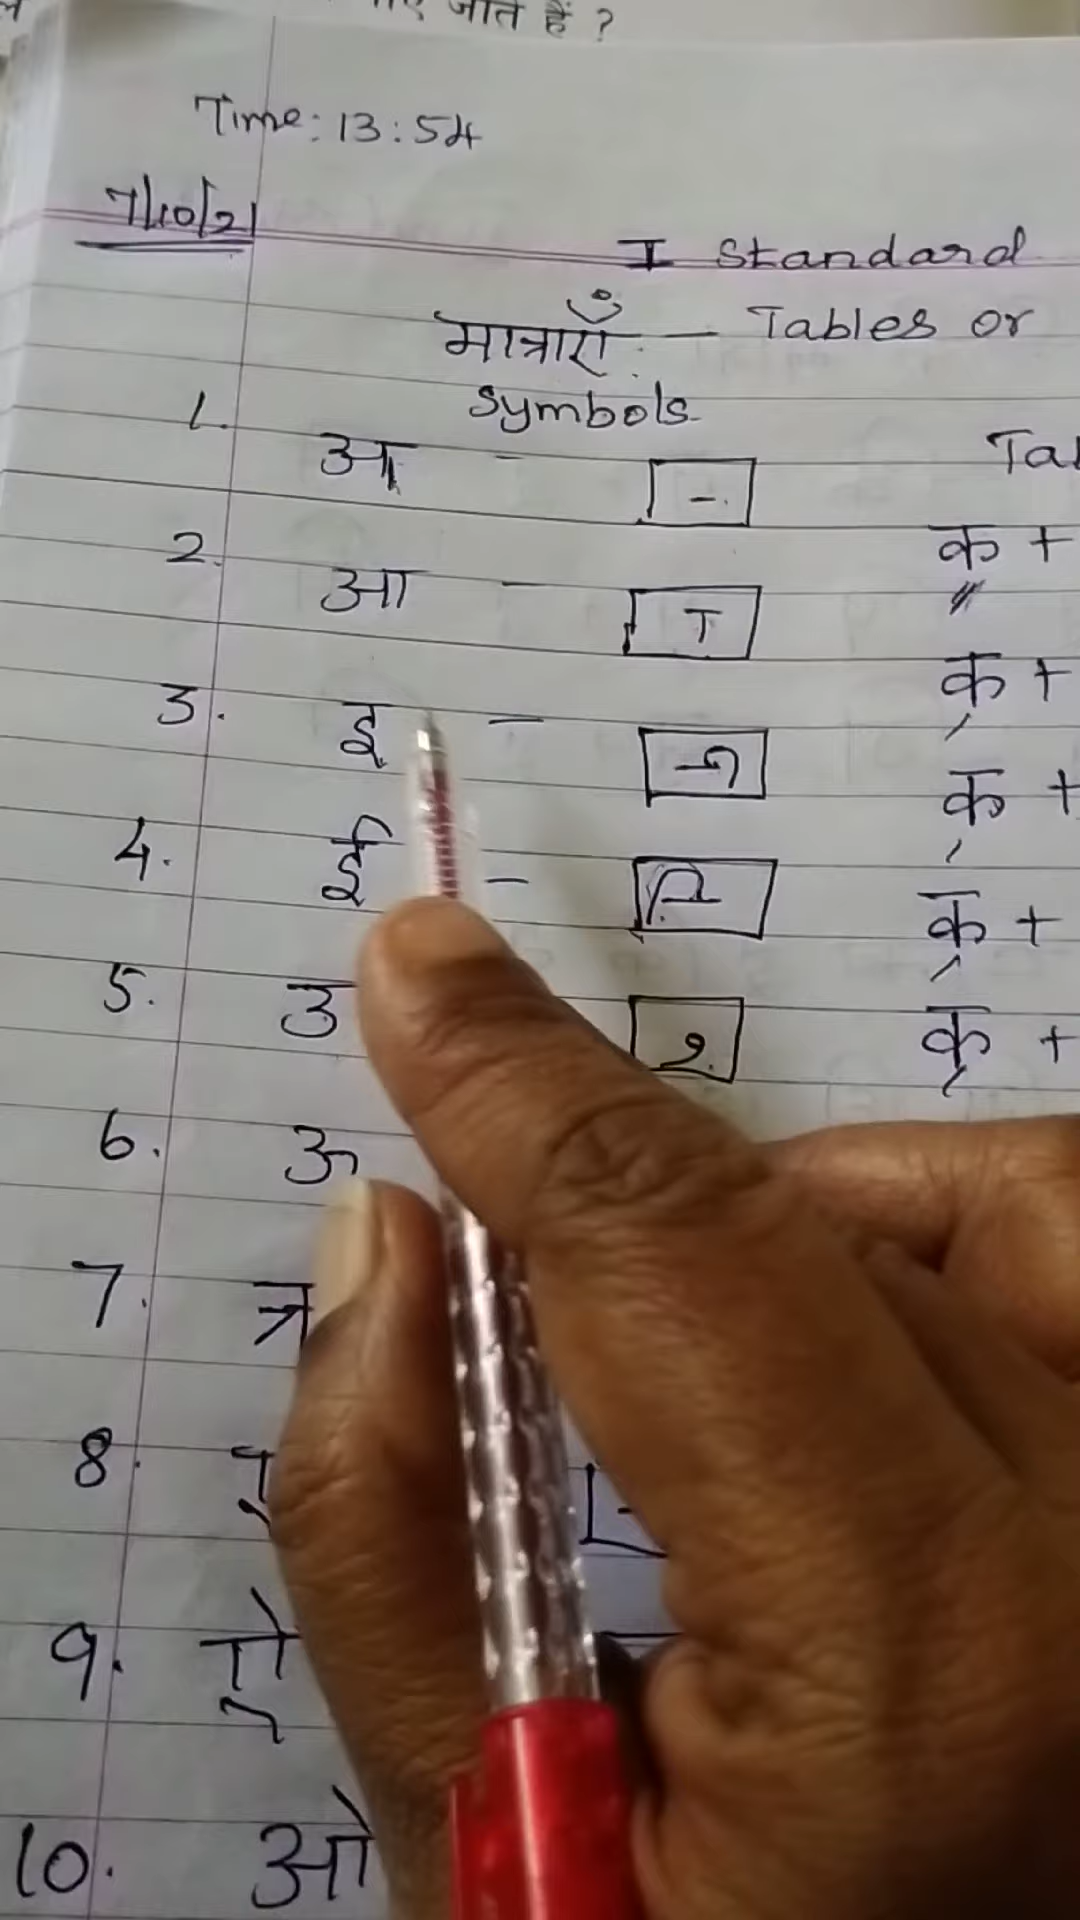 जाते हैं ?
Time: 13:54
7/10/21
I Standard
मात्राएँ :- Tables or
Symbols
1. अ - -
2. आ - ा
क +
3. इ -
क +
4. ई - ि
क +
5. उ ु
क +
6. ऊ
क +
7. ऋ
8. ए
9. ऐ
10. ओ